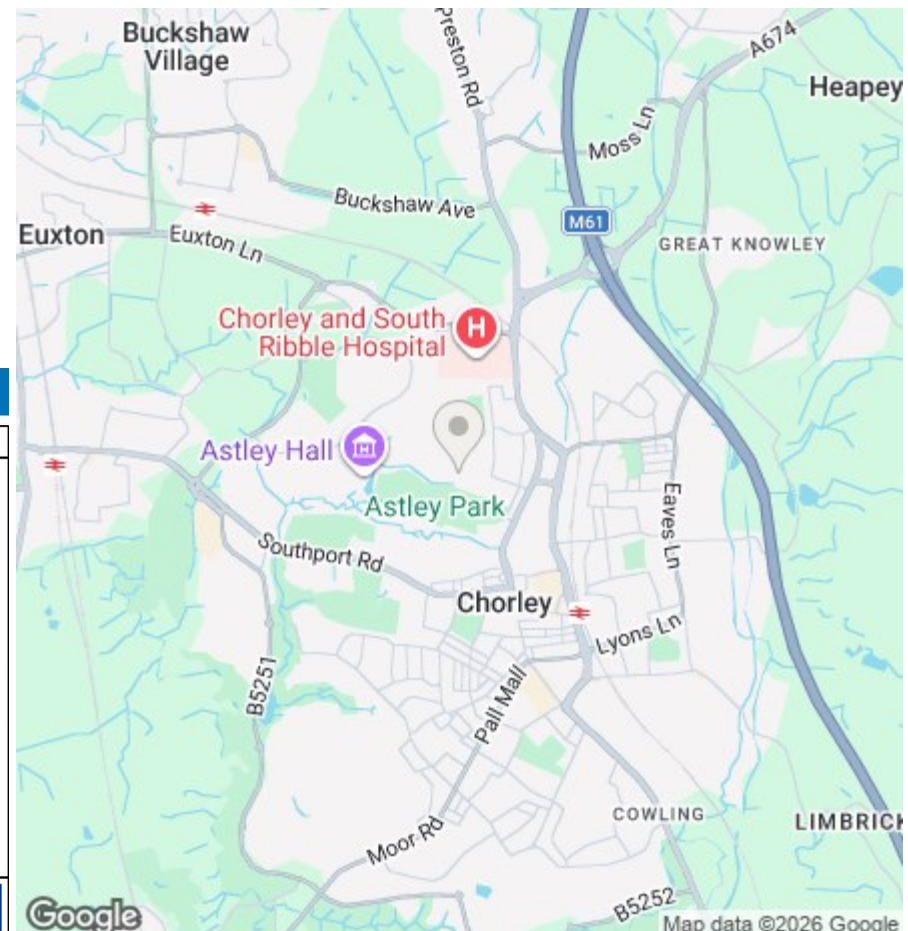 Buckshaw
Village
Preston Rd
A674
Heapey
Moss Ln
Buckshaw Ave
M61
Euxton
Euxton Ln
GREAT KNOWLEY
Chorley and South
Ribble Hospital
H
Astley Hall
Astley Park
Eaves Ln
Southport Rd
Chorley
Lyons Ln
B5251
Pall Mall
COWLING
LIMBRICK
Moor Rd
B5252
Google
Map data ©2026 Google